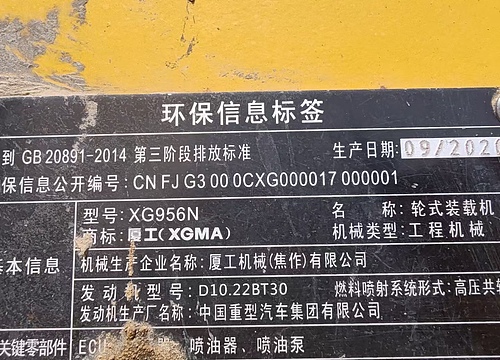 环保信息标签
到 GB 20891-2014 第三阶段排放标准 生产日期: 09/2020
保信息公开编号: CN FJ G3 00 0CXG000017 000001
型号: XG956N 名 称: 轮式装载机
商标: 厦工 (XGMA) 机械类型: 工程机械
基本信息 机械生产企业名称: 厦工机械(焦作)有限公司
发动机型号: D10.22BT30 燃料喷射系统形式: 高压共轨
发动机生产厂名称: 中国重型汽车集团有限公司
关键零部件 ECU 喷油器、喷油泵